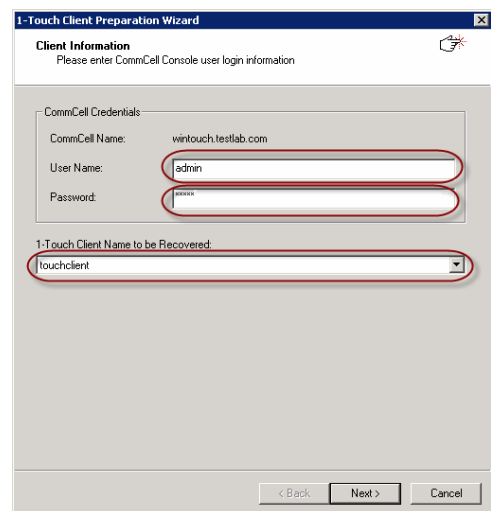 1-Touch Client Preparation Wizard
Client Information
Please enter CommCell Console user login information
CommCell Credentials
CommCell Name: wintouch.testlab.com
User Name: admin
Password: *****
1-Touch Client Name to be Recovered:
touchclient
< Back Next > Cancel